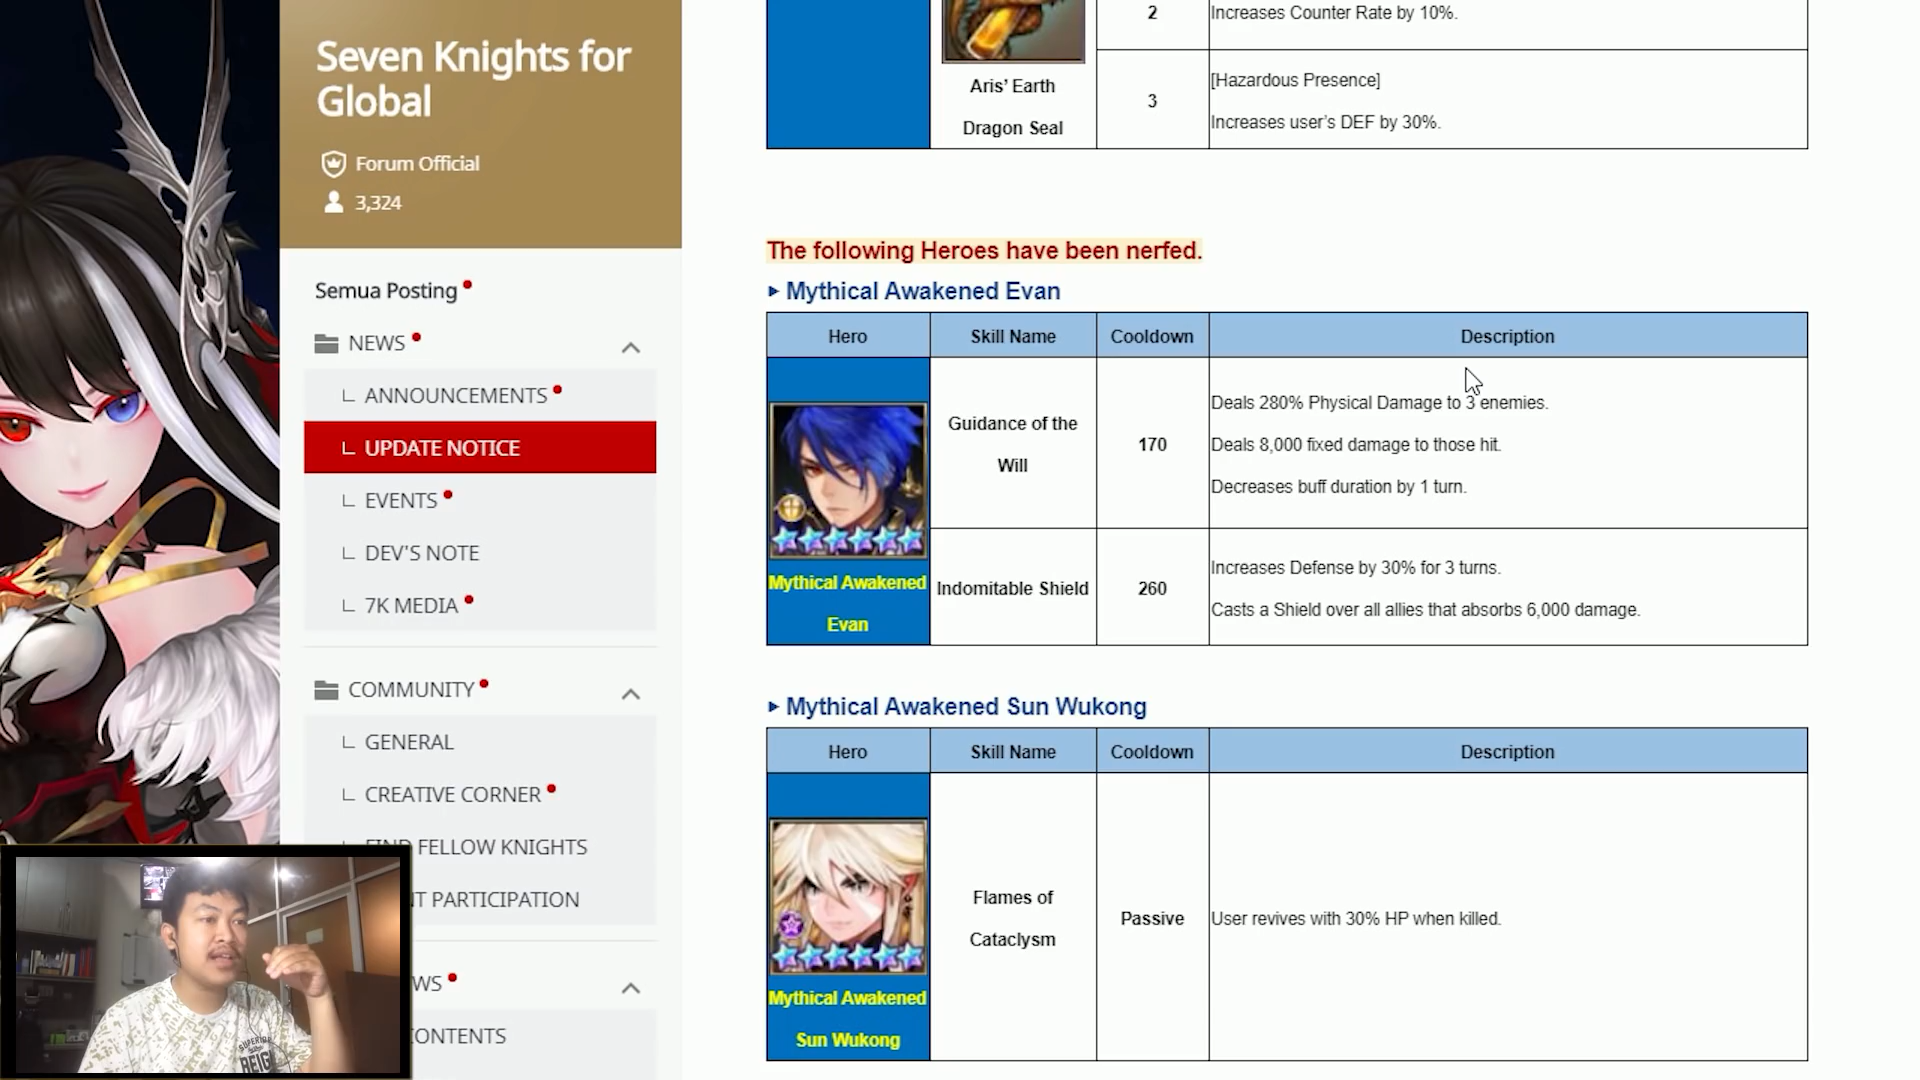 Seven Knights for
Global
Forum Official
3,324
Semua Posting
NEWS
ANNOUNCEMENTS
UPDATE NOTICE
EVENTS
DEV'S NOTE
7K MEDIA
COMMUNITY
GENERAL
CREATIVE CORNER
FIND FELLOW KNIGHTS
NT PARTICIPATION
WS
CONTENTS
2
Increases Counter Rate by 10%.
Aris’ Earth
Dragon Seal
3
[Hazardous Presence]
Increases user’s DEF by 30%.
The following Heroes have been nerfed.
Mythical Awakened Evan
Hero
Skill Name
Cooldown
Description
Mythical Awakened
Evan
Guidance of the
Will
170
Deals 280% Physical Damage to 3 enemies.
Deals 8,000 fixed damage to those hit.
Decreases buff duration by 1 turn.
Indomitable Shield
260
Increases Defense by 30% for 3 turns.
Casts a Shield over all allies that absorbs 6,000 damage.
Mythical Awakened Sun Wukong
Hero
Skill Name
Cooldown
Description
Mythical Awakened
Sun Wukong
Flames of
Cataclysm
Passive
User revives with 30% HP when killed.